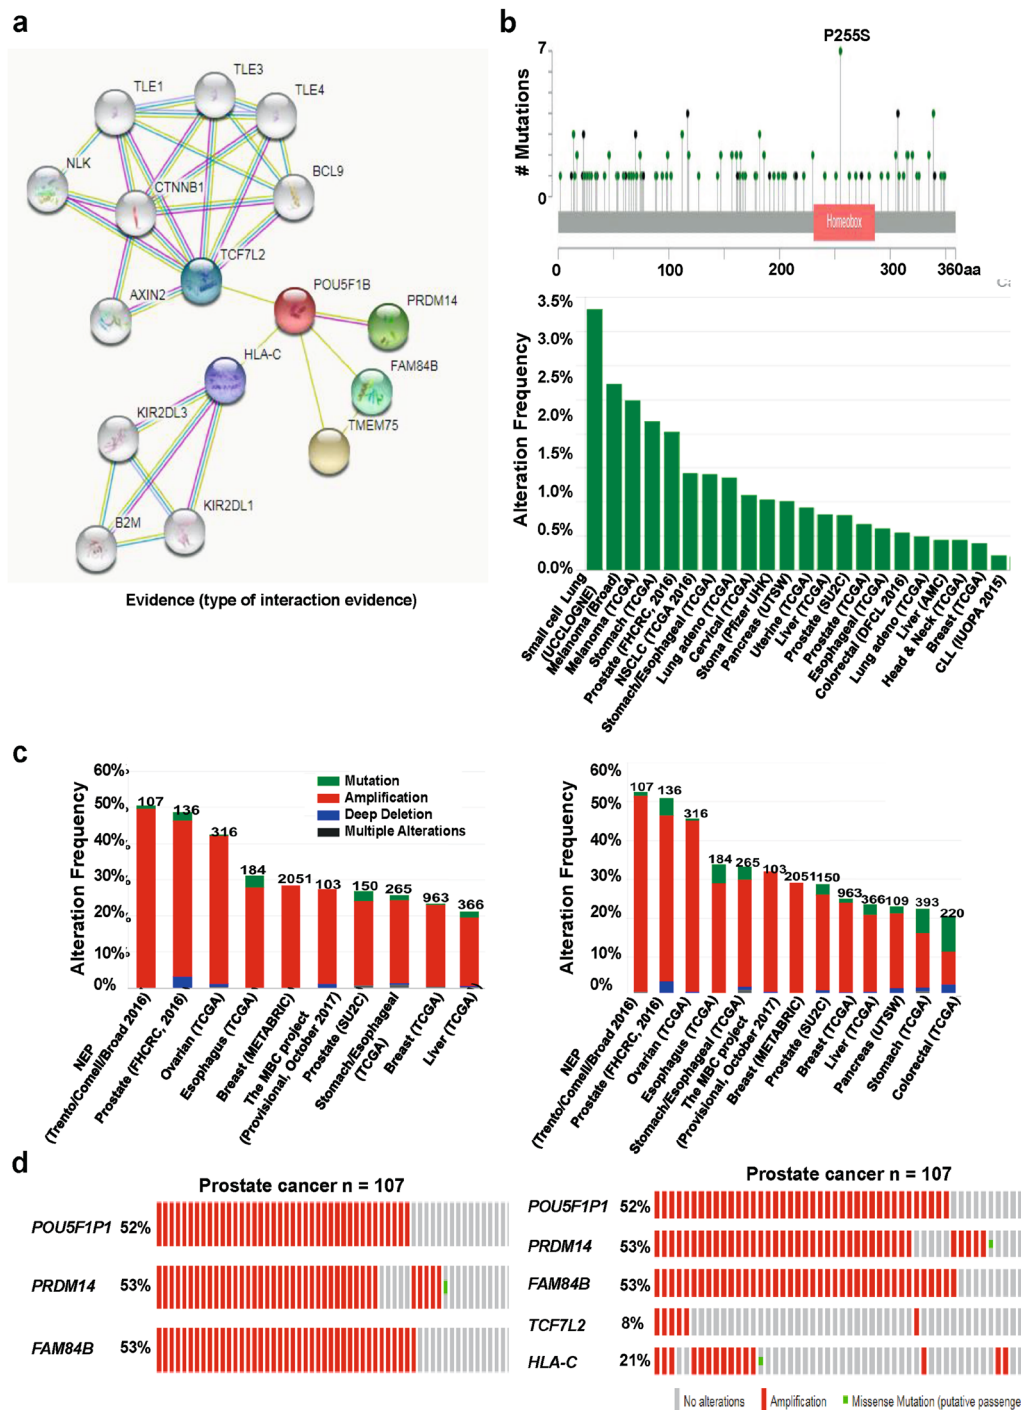 a
TLE1
TLE3
TLE4
NLK
CTNNB1
BCL9
TCF7L2
AXIN2
POU5F1B
PRDM14
HLA-C
FAM84B
KIR2DL3
TMEM75
B2M
KIR2DL1
Evidence (type of interaction evidence)
b
P255S
# Mutations
7
0
Homeobox
0 100 200 300 360aa
Alteration Frequency
3.5%
3.0%
2.5%
2.0%
1.5%
1.0%
0.5%
0.0%
Small cell Lung
(UCCLOGNE)
Melanoma (Broad)
Melanoma (TCGA)
Stomach (TCGA)
Prostate (FHCRC, 2016)
NSCLC (TCGA 2016)
Stomach/Esophageal (TCGA)
Lung adeno (TCGA)
Cervical (TCGA)
Stoma (Pfizer UHK)
Pancreas (UTSW)
Uterine (TCGA)
Liver (TCGA)
Prostate (SU2C)
Prostate (TCGA)
Esophageal (TCGA)
Colorectal (DFCL 2016)
Lung adeno (TCGA)
Liver (AMC)
Head & Neck (TCGA)
Breast (TCGA)
CLL (IUOPA 2015)
c
Alteration Frequency
60%
50%
40%
30%
20%
10%
0%
Mutation
Amplification
Deep Deletion
Multiple Alterations
107 136 316 184 2051 103 150 265 963 366
NEP
(Trento/Cornell/Broad 2016)
Prostate (FHCRC, 2016)
Ovarian (TCGA)
Esophagus (TCGA)
Breast (METABRIC)
The MBC project
(Provisional, October 2017)
Prostate (SU2C)
Stomach/Esophageal
(TCGA)
Breast (TCGA)
Liver (TCGA)
Alteration Frequency
60%
50%
40%
30%
20%
10%
0%
107 136 316 184 265 103 2051 150 963 366 109 393 220
NEP
(Trento/Cornell/Broad 2016)
Prostate (FHCRC, 2016)
Ovarian (TCGA)
Esophagus (TCGA)
Stomach/Esophageal (TCGA)
The MBC project
(Provisional, October 2017)
Breast (METABRIC)
Prostate (SU2C)
Breast (TCGA)
Liver (TCGA)
Pancreas (UTSW)
Stomach (TCGA)
Colorectal (TCGA)
d
Prostate cancer n = 107
POU5F1P1 52%
PRDM14 53%
FAM84B 53%
Prostate cancer n = 107
POU5F1P1 52%
PRDM14 53%
FAM84B 53%
TCF7L2 8%
HLA-C 21%
No alterations Amplification Missense Mutation (putative passenge